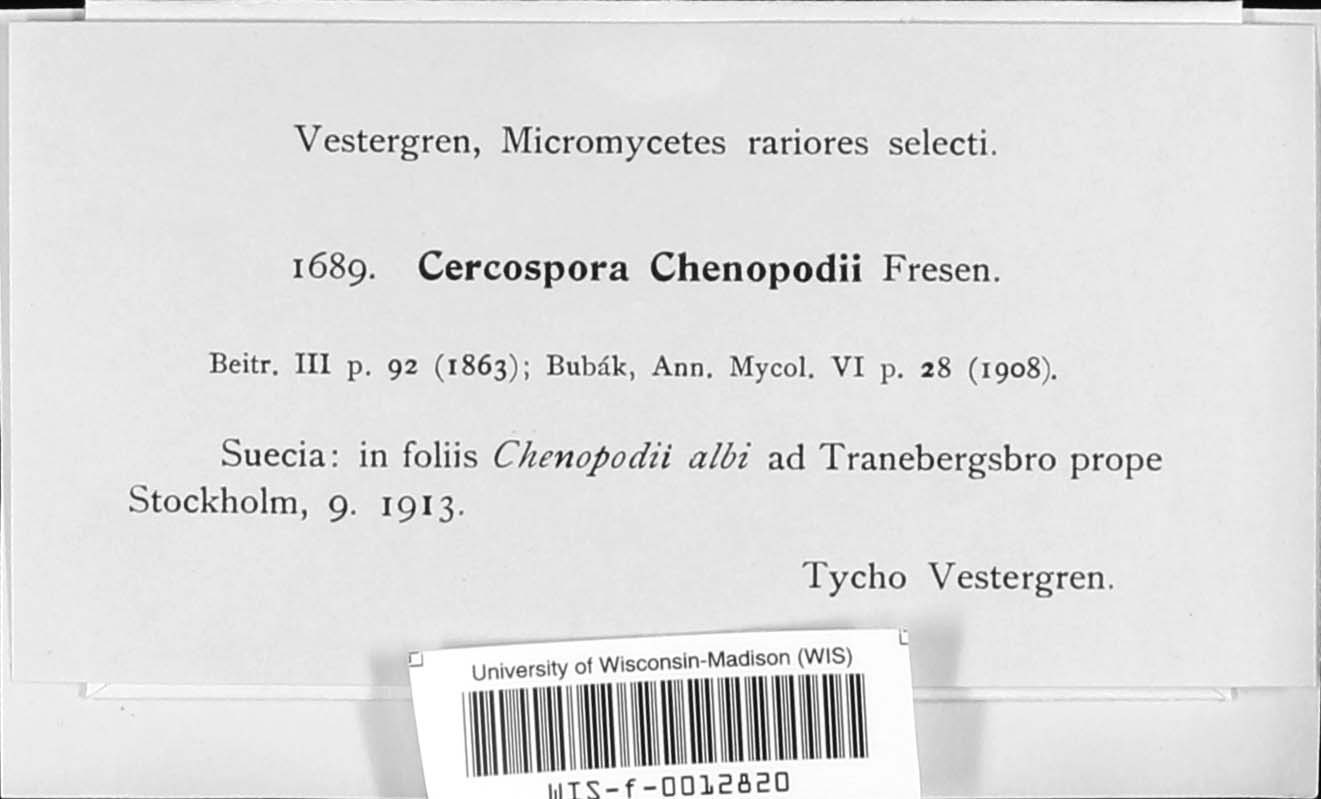 Vestergren, Micromycetes rariores selecti.
1689. Cercospora Chenopodii Fresen.
Beitr. III p. 92 (1863); Bubák, Ann. Mycol. VI p. 28 (1908).
Suecia: in foliis Chenopodii albi ad Tranebergsbro prope
Stockholm, 9. 1913.
Tycho Vestergren.
University of Wisconsin-Madison (WIS)
WIS-f-0012820